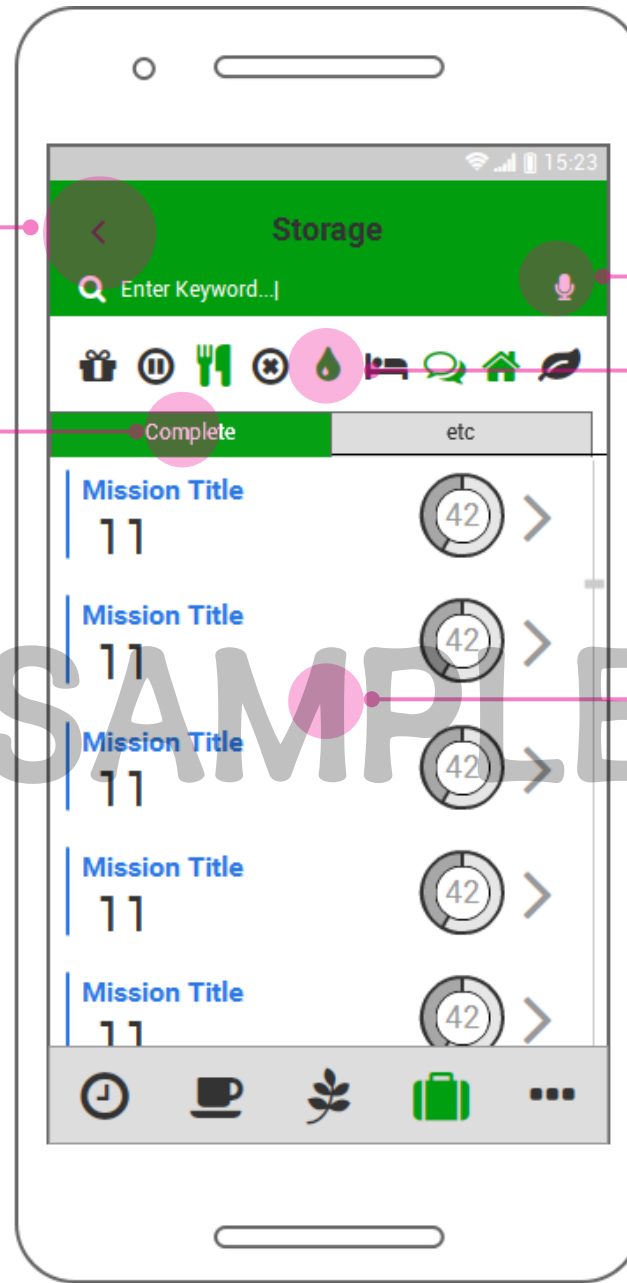 15:23
Storage
Enter Keyword...|
Complete
etc
Mission Title
11
42
Mission Title
11
42
SAMPLE
Mission Title
11
42
Mission Title
11
42
Mission Title
11
42